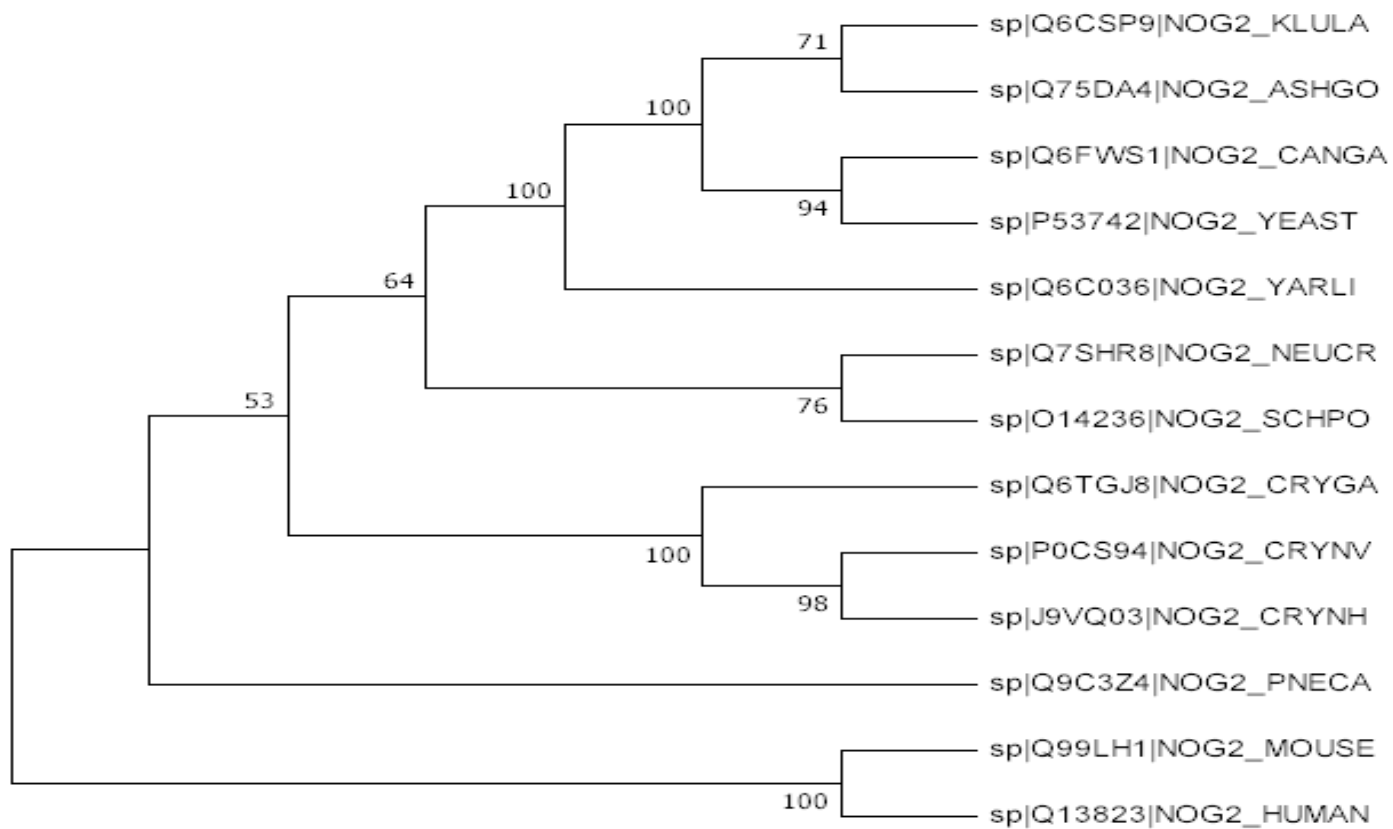 sp|Q6CSP9|NOG2_KLULA
71
sp|Q75DA4|NOG2_ASHGO
100
sp|Q6FWS1|NOG2_CANGA
100
94
sp|P53742|NOG2_YEAST
64
sp|Q6C036|NOG2_YARLI
sp|Q7SHR8|NOG2_NEUCR
53
76
sp|O14236|NOG2_SCHPO
sp|Q6TGJ8|NOG2_CRYGA
100
sp|P0CS94|NOG2_CRYNV
98
sp|J9VQ03|NOG2_CRYNH
sp|Q9C3Z4|NOG2_PNECA
sp|Q99LH1|NOG2_MOUSE
100
sp|Q13823|NOG2_HUMAN